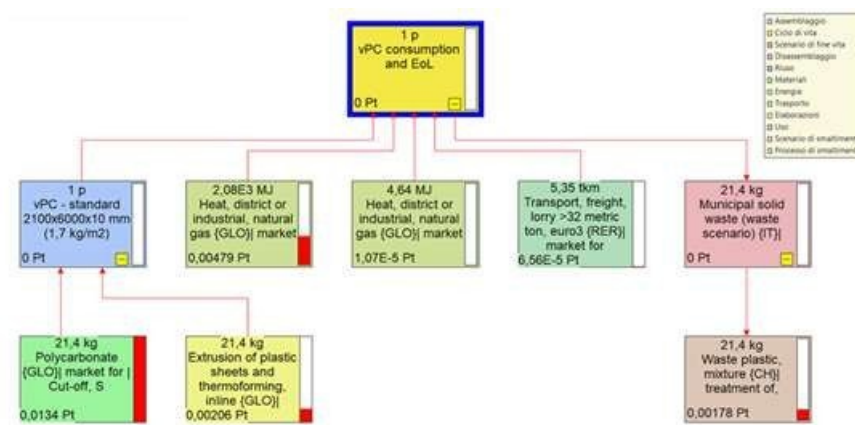 1 p
vPC consumption
and EoL
0 Pt
Assemblaggio
Ciclo di vita
Scenario di fine vita
Disassemblaggio
Riuso
Materiali
Energia
Trasporto
Elaborazioni
Uso
Scenario di smaltimen
Processo di smaltimen
1 p
vPC - standard
2100x6000x10 mm
(1,7 kg/m2)
0 Pt
2,08E3 MJ
Heat, district or
industrial, natural
gas {GLO}| market
0,00479 Pt
4,64 MJ
Heat, district or
industrial, natural
gas {GLO}| market
1,07E-5 Pt
5,35 tkm
Transport, freight,
lorry >32 metric
ton, euro3 {RER}|
market for
6,56E-5 Pt
21,4 kg
Municipal solid
waste (waste
scenario) {IT}|
0 Pt
21,4 kg
Polycarbonate
{GLO}| market for |
Cut-off, S
0,0134 Pt
21,4 kg
Extrusion of plastic
sheets and
thermoforming,
inline {GLO}|
0,00206 Pt
21,4 kg
Waste plastic,
mixture {CH}|
treatment of,
0,00178 Pt